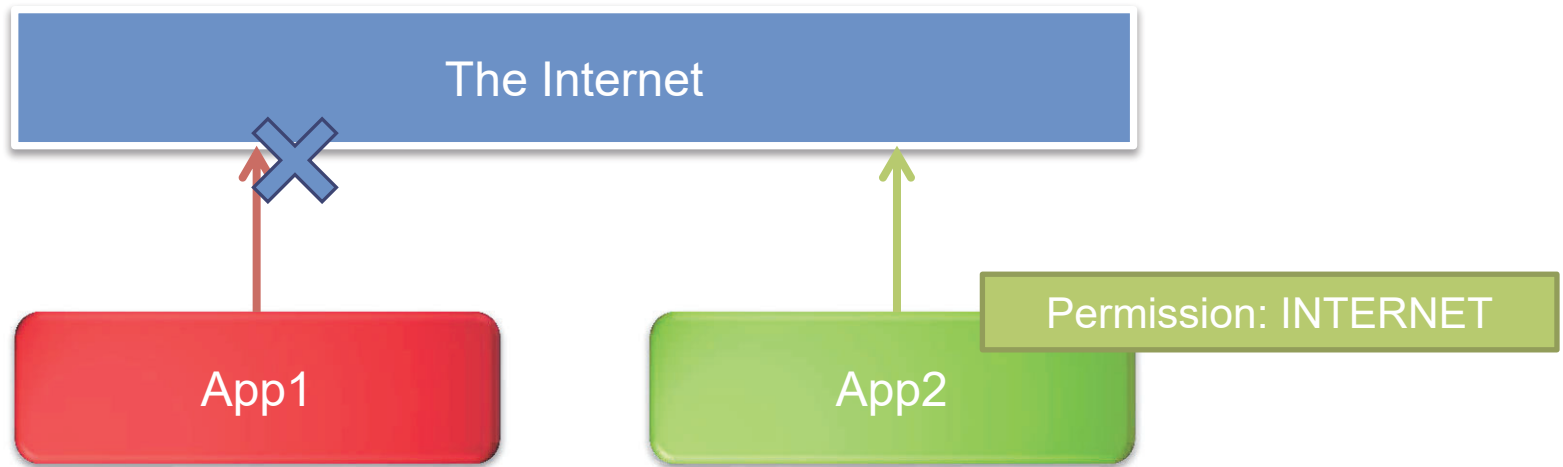 The Internet
Permission: INTERNET
App1
App2